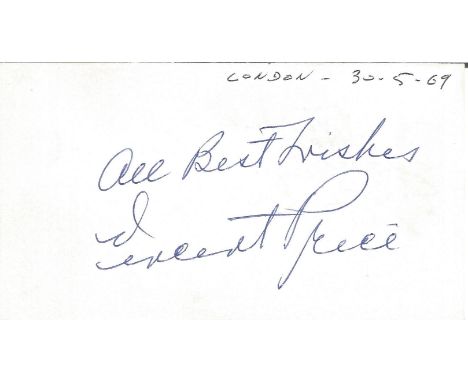 LONDON - 30-5-69
All Best Wishes
Vincent Price